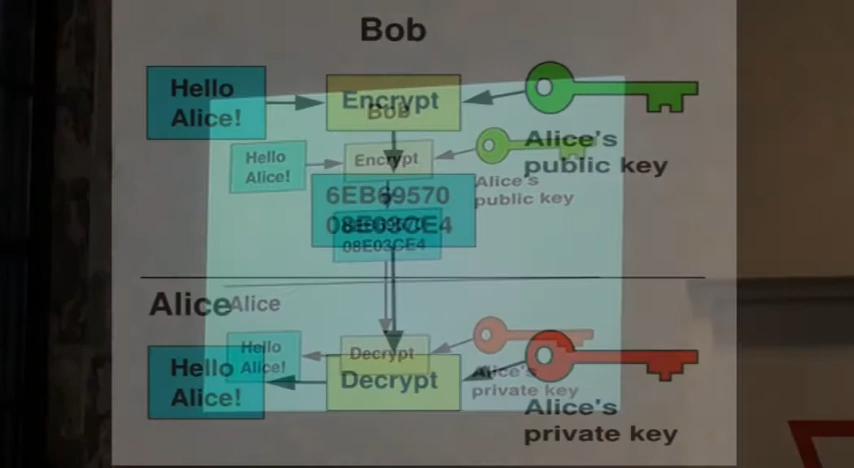 Bob
Hello
Alice!
Encrypt
Alice's
public key
6EB69570
08E03CE4
Alice
Hello
Alice!
Decrypt
Alice's
private key
Bob
Hello
Alice!
Encrypt
Alice's
public key
08E03CE4
Alice
Hello
Alice!
Decrypt
Alice's
private key